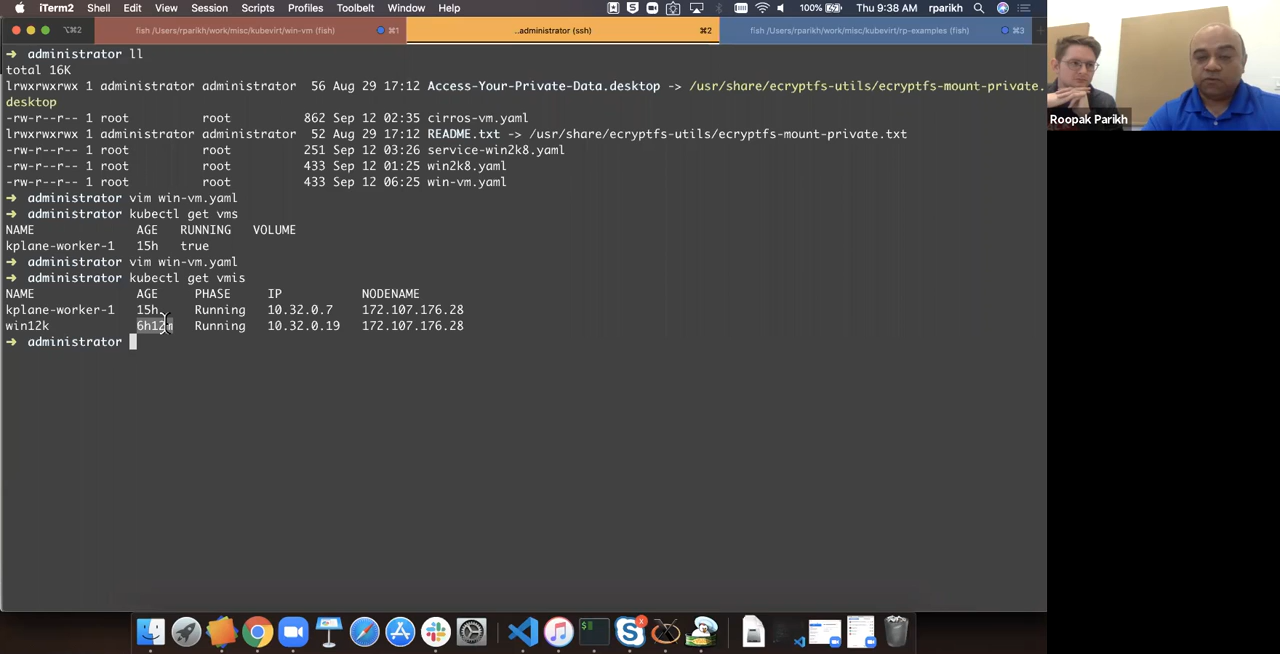 iTerm2 Shell Edit View Session Scripts Profiles Toolbelt Window Help 100% Thu 9:38 AM rparikh
⌥⌘2 fish /Users/rparikh/work/misc/kubevirt/win-vm (fish) ⌘1 ..administrator (ssh) ⌘2 fish /Users/rparikh/work/misc/kubevirt/rp-examples (fish) ⌘3
➜ administrator ll
total 16K
lrwxrwxrwx 1 administrator administrator 56 Aug 29 17:12 Access-Your-Private-Data.desktop -> /usr/share/ecryptfs-utils/ecryptfs-mount-private.
desktop
-rw-r--r-- 1 root root 862 Sep 12 02:35 cirros-vm.yaml
lrwxrwxrwx 1 administrator administrator 52 Aug 29 17:12 README.txt -> /usr/share/ecryptfs-utils/ecryptfs-mount-private.txt
-rw-r--r-- 1 root root 251 Sep 12 03:26 service-win2k8.yaml
-rw-r--r-- 1 root root 433 Sep 12 01:25 win2k8.yaml
-rw-r--r-- 1 root root 433 Sep 12 06:25 win-vm.yaml
➜ administrator vim win-vm.yaml
➜ administrator kubectl get vms
NAME AGE RUNNING VOLUME
kplane-worker-1 15h true
➜ administrator vim win-vm.yaml
➜ administrator kubectl get vmis
NAME AGE PHASE IP NODENAME
kplane-worker-1 15h Running 10.32.0.7 172.107.176.28
win12k 6h12m Running 10.32.0.19 172.107.176.28
➜ administrator
Roopak Parikh